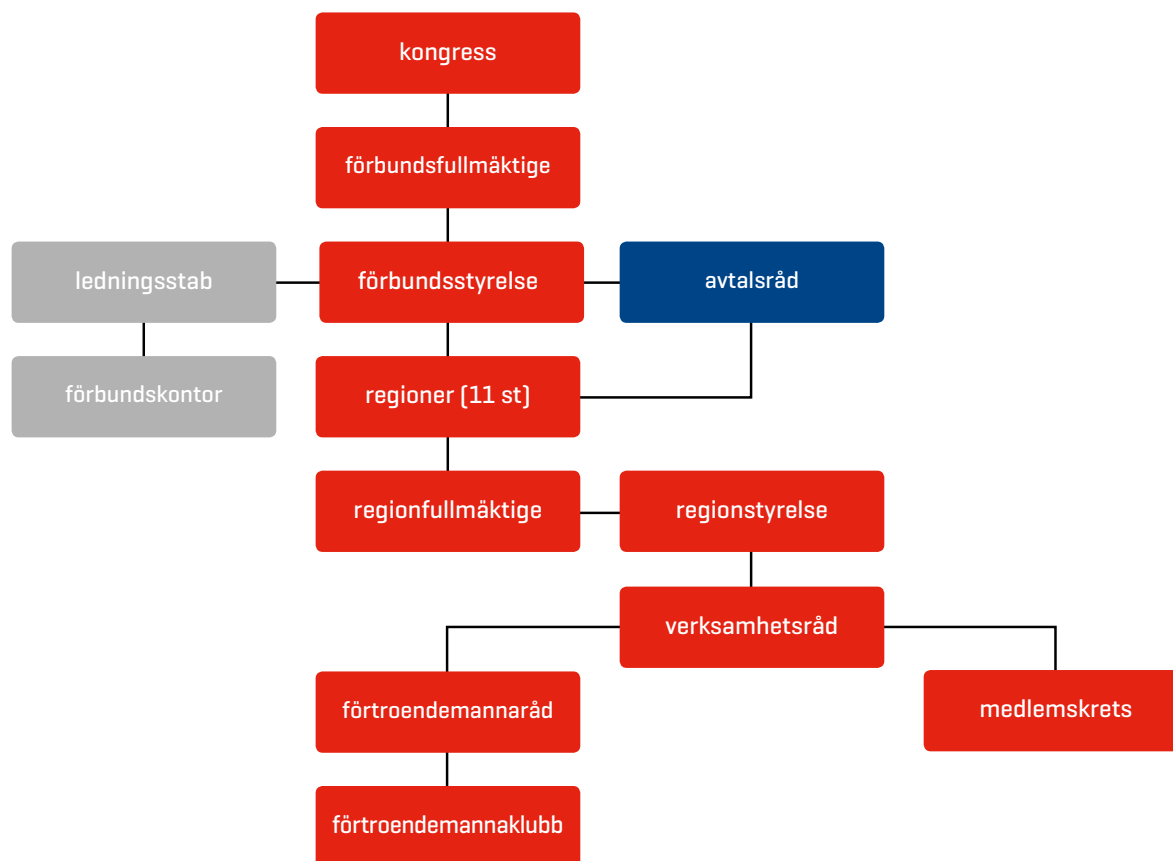 kongress
förbundsfullmäktige
ledningsstab
förbundsstyrelse
avtalsråd
förbundskontor
regioner (11 st)
regionfullmäktige
regionstyrelse
verksamhetsråd
förtroendemannaråd
medlemskrets
förtroendemannaklubb